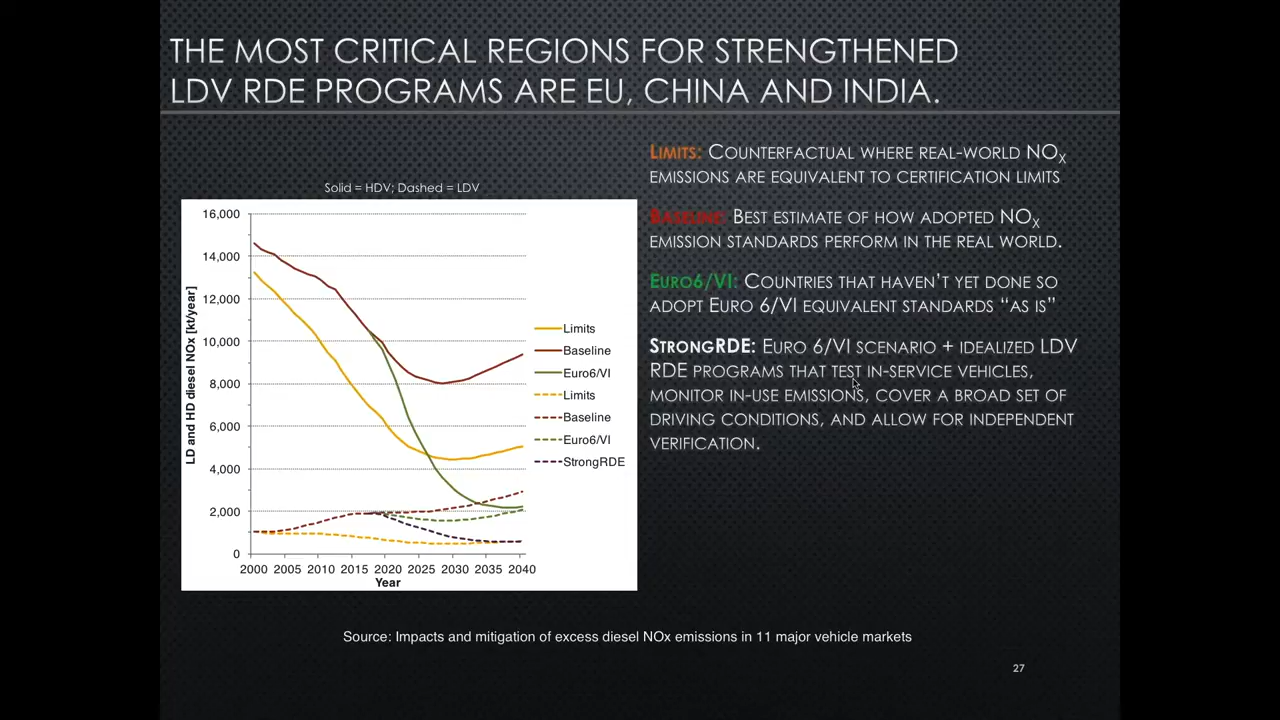 THE MOST CRITICAL REGIONS FOR STRENGTHENED
LDV RDE PROGRAMS ARE EU, CHINA AND INDIA.
Solid = HDV; Dashed = LDV
LD and HD diesel NOx [kt/year]
16,000
14,000
12,000
10,000
8,000
6,000
4,000
2,000
0
2000 2005 2010 2015 2020 2025 2030 2035 2040
Year
Limits
Baseline
Euro6/VI
Limits
Baseline
Euro6/VI
StrongRDE
LIMITS: COUNTERFACTUAL WHERE REAL-WORLD NOX
EMISSIONS ARE EQUIVALENT TO CERTIFICATION LIMITS
BASELINE: BEST ESTIMATE OF HOW ADOPTED NOX
EMISSION STANDARDS PERFORM IN THE REAL WORLD.
EURO6/VI: COUNTRIES THAT HAVEN'T YET DONE SO
ADOPT EURO 6/VI EQUIVALENT STANDARDS “AS IS”
STRONGRDE: EURO 6/VI SCENARIO + IDEALIZED LDV
RDE PROGRAMS THAT TEST IN-SERVICE VEHICLES,
MONITOR IN-USE EMISSIONS, COVER A BROAD SET OF
DRIVING CONDITIONS, AND ALLOW FOR INDEPENDENT
VERIFICATION.
Source: Impacts and mitigation of excess diesel NOx emissions in 11 major vehicle markets
27